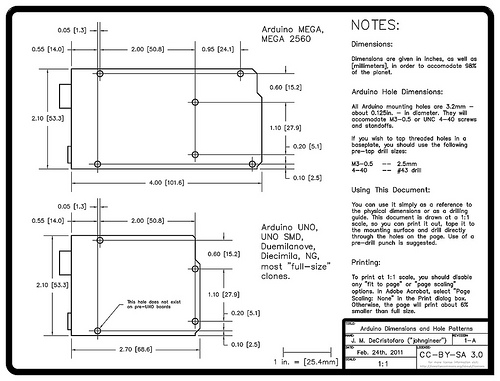 0.05 [1.3]
0.55 [14.0]
2.00 [50.8]
0.95 [24.1]
Arduino MEGA,
MEGA 2560
0.60 [15.2]
2.10 [53.3]
1.10 [27.9]
0.20 [5.1]
0.10 [2.5]
4.00 [101.6]
0.05 [1.3]
0.55 [14.0]
2.00 [50.8]
Arduino UNO,
UNO SMD,
Duemilanove,
Diecimila, NG,
most "full-size"
clones.
0.60 [15.2]
2.10 [53.3]
1.10 [27.9]
This hole does not exist
on pre-UNO boards
0.20 [5.1]
0.10 [2.5]
2.70 [68.6]
1 in. = [25.4mm]
NOTES:
Dimensions:
Dimensions are given in inches, as well as
[millimeters], in order to accomodate 98%
of the planet.
Arduino Hole Dimensions:
All Arduino mounting holes are 3.2mm -
about 0.125in. - in diameter. They will
accomodate M3-0.5 or UNC 4-40 screws
and standoffs.
If you wish to tap threaded holes in a
baseplate, you should use the following
pre-tap drill sizes:
M3-0.5 -- 2.5mm
4-40 -- #43 drill
Using This Document:
You can use it simply as a reference to
the physical dimensions or as a drilling
guide. This document is drawn at a 1:1
scale, so you can print it out, tape it to
the mounting surface and drill directly
through the holes on the page. Use of a
pre-drill punch is suggested.
Printing:
To print at 1:1 scale, you should disable
any "fit to page" or "page scaling"
options. In Adobe Acrobat, select "Page
Scaling: None" in the Print dialog box.
Otherwise, the page will print about 6%
smaller than full size.
TITLE
Arduino Dimensions and Hole Patterns
NAME
J. M. DeCristofaro ("johngineer")
REVISION
1-A
DATE
Feb. 24th, 2011
LICENSE
CC-BY-SA 3.0
SCALE
1:1